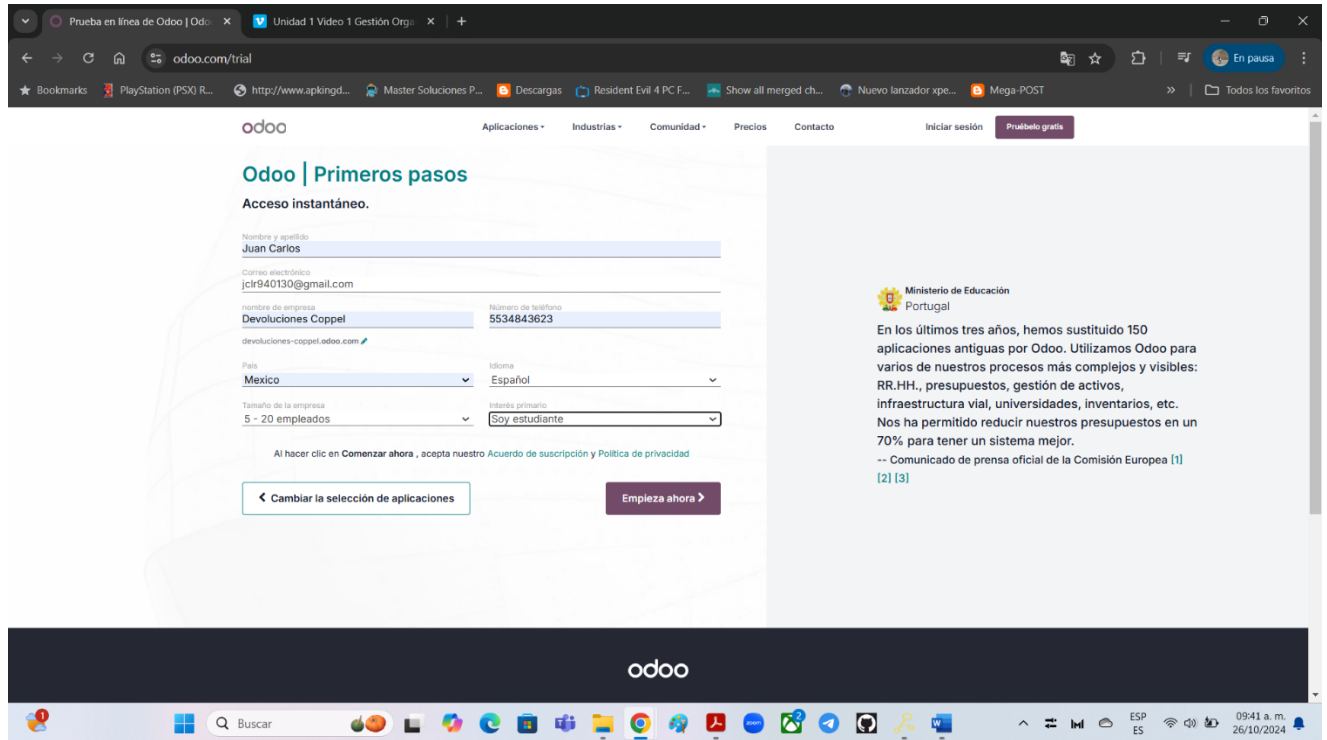 Prueba en línea de Odoo | Odo
Unidad 1 Video 1 Gestión Orga
odoo.com/trial
En pausa
Bookmarks
PlayStation (PSX) R...
http://www.apkingd...
Master Soluciones P...
Descargas
Resident Evil 4 PC F...
Show all merged ch...
Nuevo lanzador xpe...
Mega-POST
Todos los favoritos
odoo
Aplicaciones
Industrias
Comunidad
Precios
Contacto
Iniciar sesión
Pruébelo gratis
Odoo | Primeros pasos
Acceso instantáneo.
Nombre y apellido
Juan Carlos
Correo electrónico
jclr940130@gmail.com
nombre de empresa
Devoluciones Coppel
Número de teléfono
5534843623
devoluciones-coppel.odoo.com
País
Mexico
Idioma
Español
Tamaño de la empresa
5 - 20 empleados
Interés primario
Soy estudiante
Al hacer clic en Comenzar ahora , acepta nuestro Acuerdo de suscripción y Política de privacidad
Cambiar la selección de aplicaciones
Empieza ahora
Ministerio de Educación
Portugal
En los últimos tres años, hemos sustituido 150
aplicaciones antiguas por Odoo. Utilizamos Odoo para
varios de nuestros procesos más complejos y visibles:
RR.HH., presupuestos, gestión de activos,
infraestructura vial, universidades, inventarios, etc.
Nos ha permitido reducir nuestros presupuestos en un
70% para tener un sistema mejor.
-- Comunicado de prensa oficial de la Comisión Europea [1]
[2] [3]
odoo
1
Buscar
zoom
2
ESP
ES
09:41 a. m.
26/10/2024